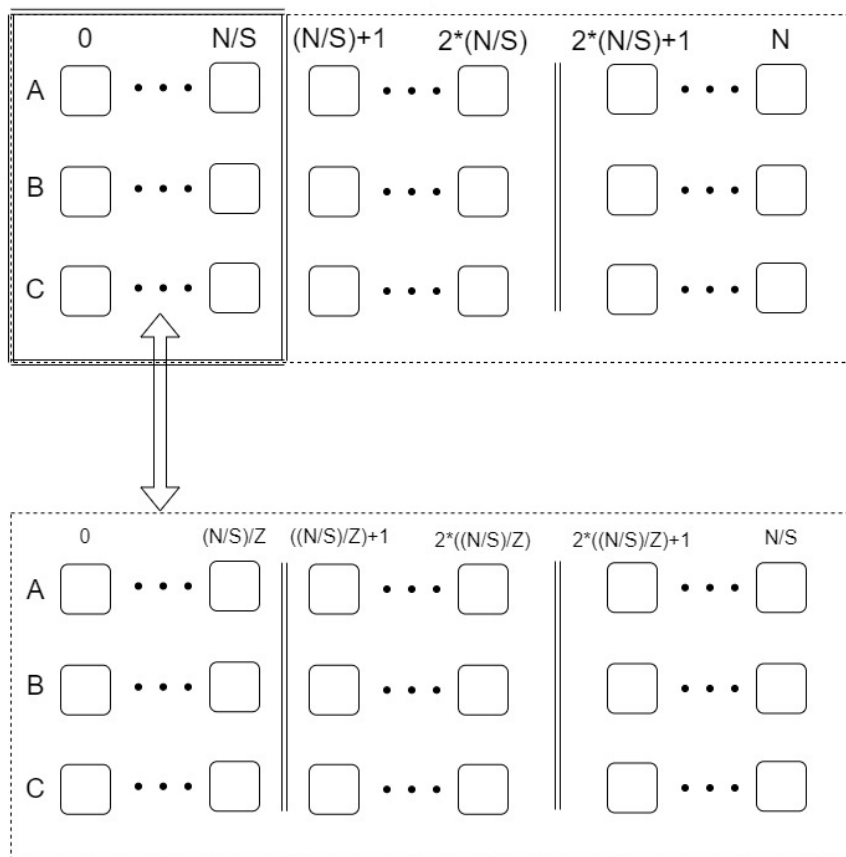 0 N/S (N/S)+1 2*(N/S) 2*(N/S)+1 N
A
B
C
0 (N/S)/Z ((N/S)/Z)+1 2*((N/S)/Z) 2*((N/S)/Z)+1 N/S
A
B
C